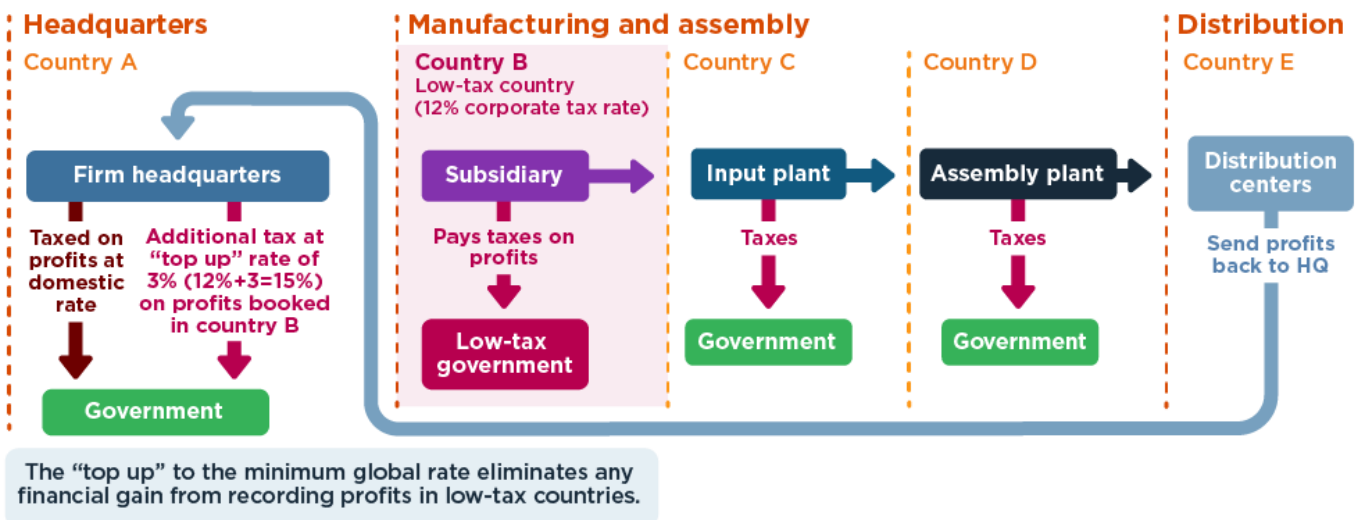 Headquarters
Country A
Firm headquarters
Taxed on
profits at
domestic
rate
Additional tax at
“top up” rate of
3% (12%+3=15%)
on profits booked
in country B
Government
Manufacturing and assembly
Country B
Low-tax country
(12% corporate tax rate)
Subsidiary
Pays taxes on
profits
Low-tax
government
Country C
Input plant
Taxes
Government
Country D
Assembly plant
Taxes
Government
Distribution
Country E
Distribution
centers
Send profits
back to HQ
The “top up” to the minimum global rate eliminates any
financial gain from recording profits in low-tax countries.